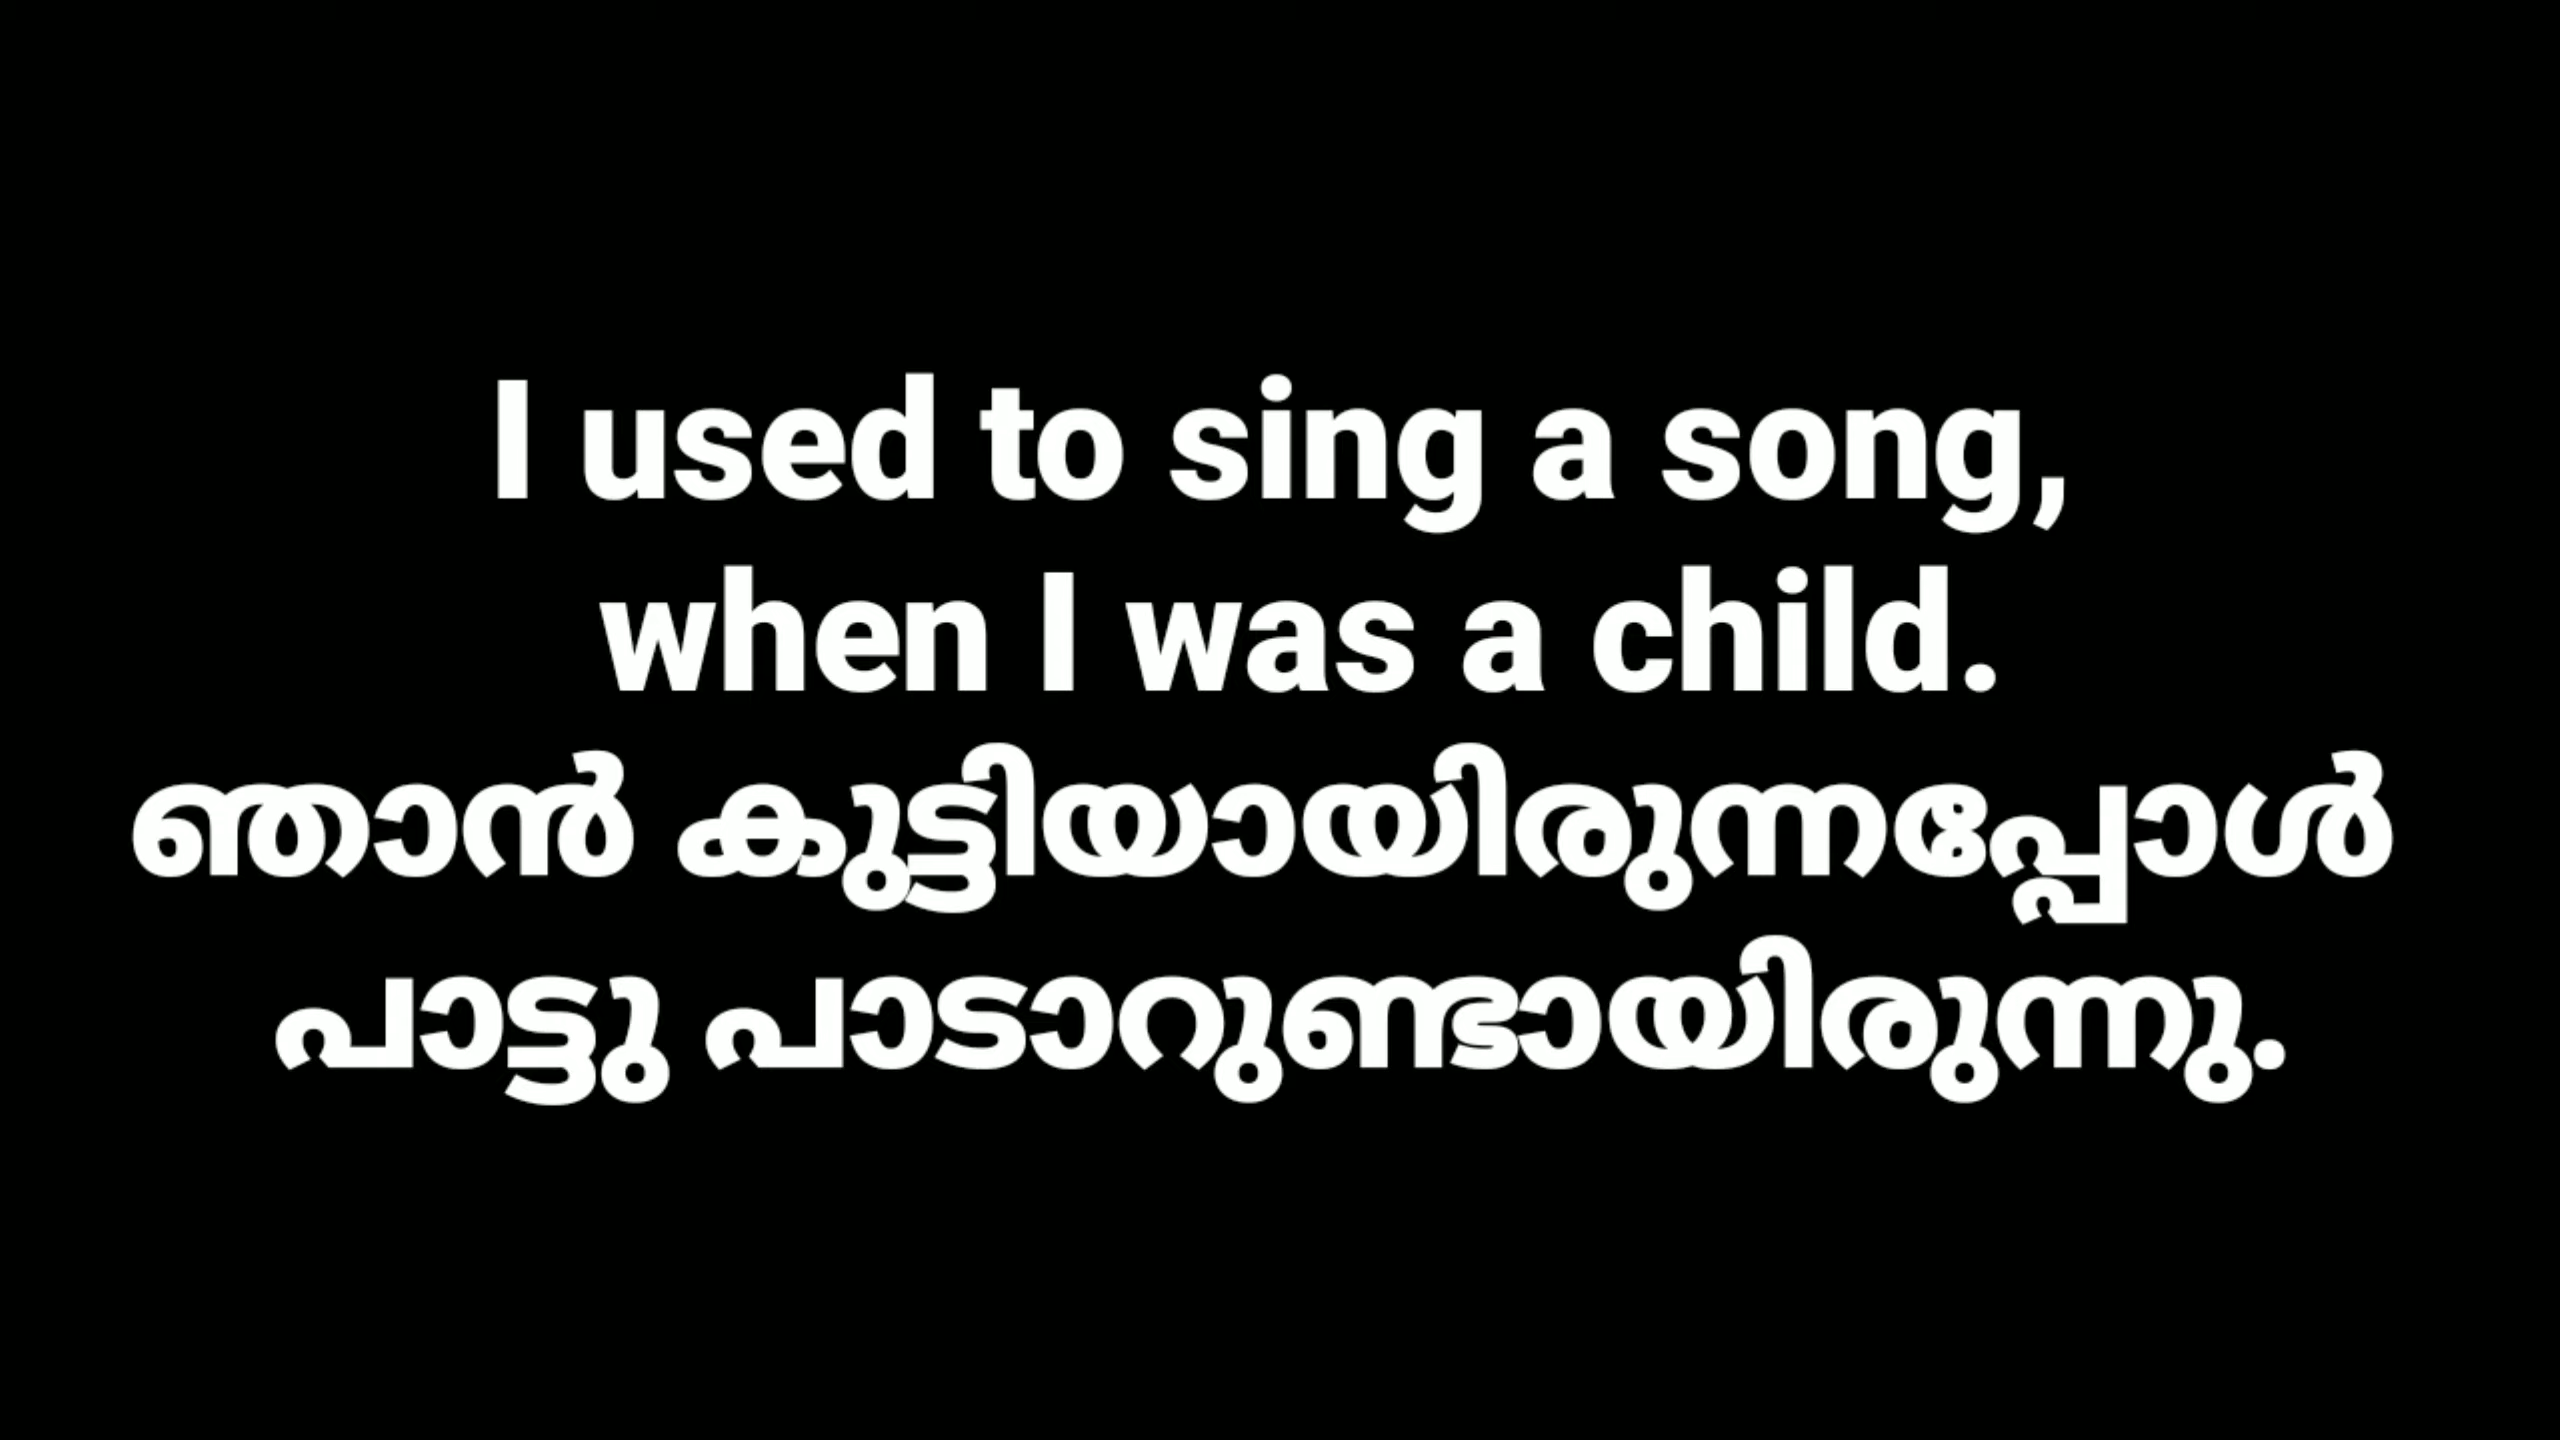 I used to sing a song,
when I was a child.
ഞാൻ കുട്ടിയായിരുന്നപ്പോൾ
പാട്ടു പാടാറുണ്ടായിരുന്നു.